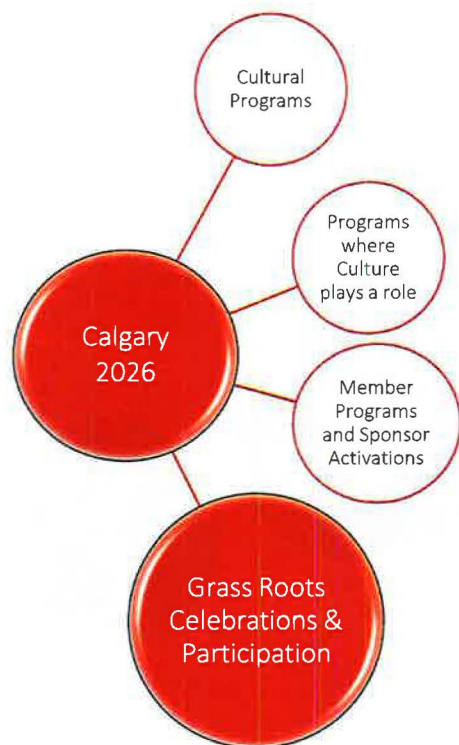 Cultural
Programs
Programs
where
Culture
plays a role
Calgary
2026
Member
Programs
and Sponsor
Activations
Grass Roots
Celebrations &
Participation